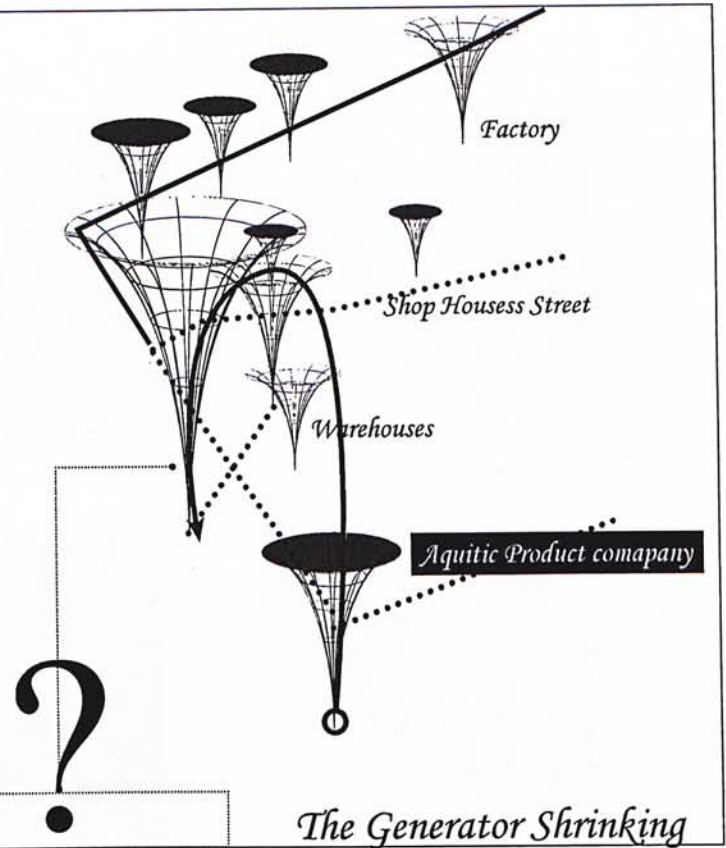 Factory
Shop Housess Street
Warehouses
Aquitic Product comapany
?
The Generator Shrinking